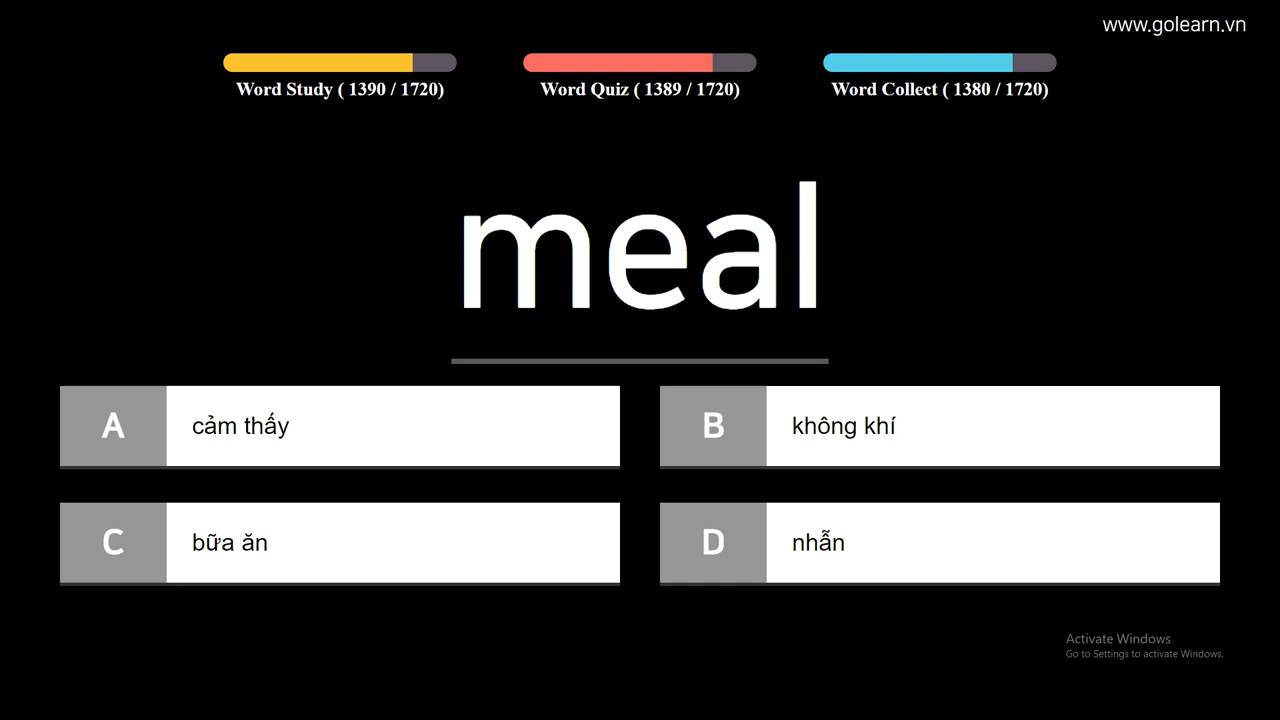 www.golearn.vn
Word Study ( 1390 / 1720)
Word Quiz ( 1389 / 1720)
Word Collect ( 1380 / 1720)
meal
A cảm thấy
B không khí
C bữa ăn
D nhẫn
Activate Windows
Go to Settings to activate Windows.